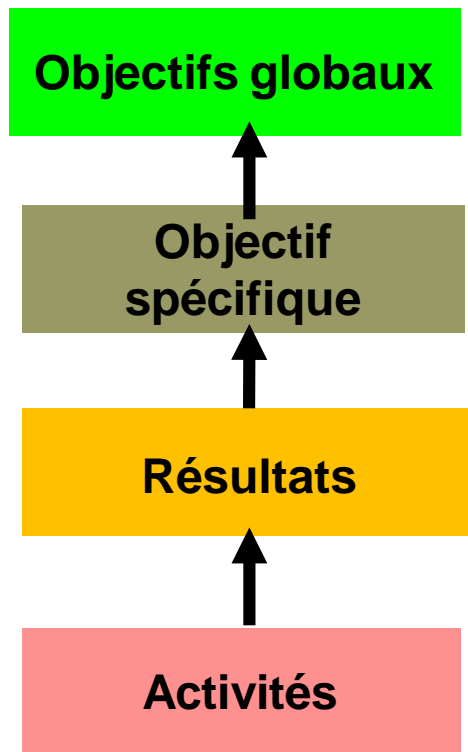 Objectifs globaux
Objectif
spécifique
Résultats
Activités